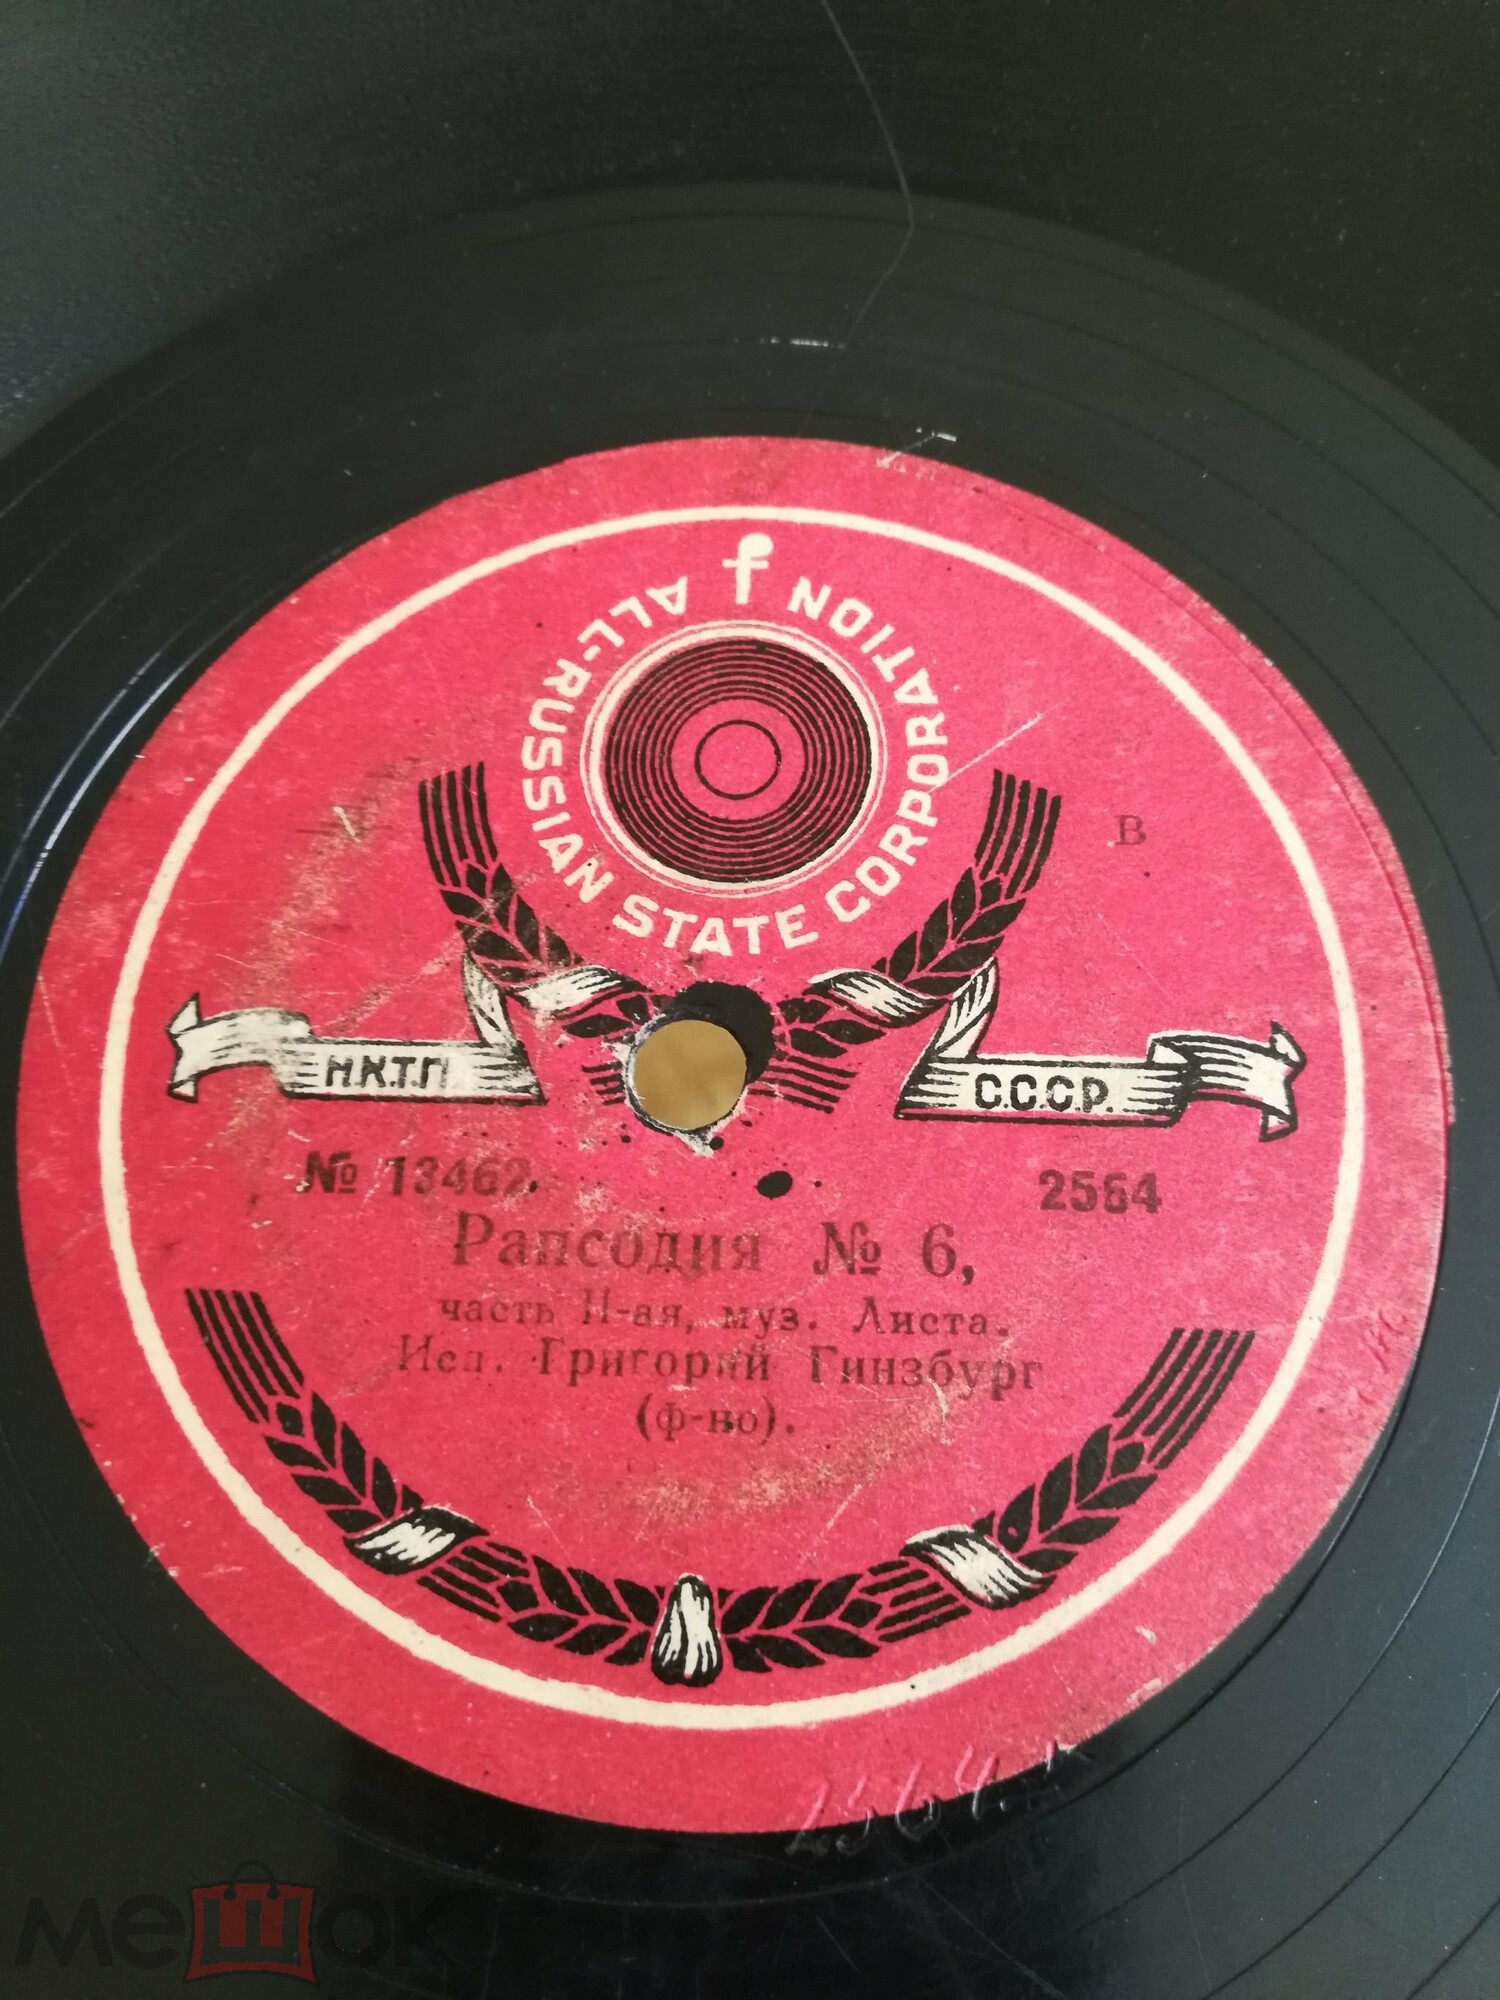 ALL-RUSSIAN STATE CORPORATION
В
Н.К.Т.П
С.С.С.Р.
№ 13462
2564
Рапсодия № 6,
часть II-ая, муз. Листа.
Исп. Григорий Гинзбург
(ф-но).
2564
мешок